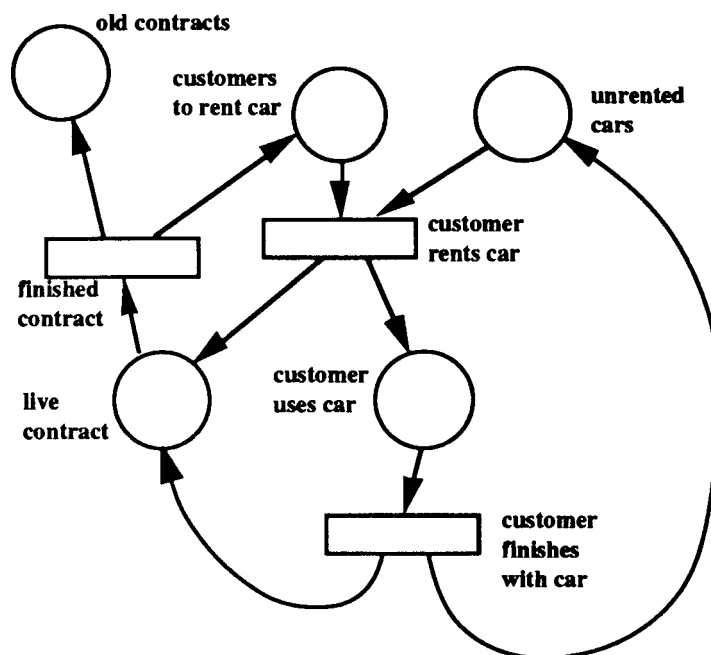 old contracts
customers
to rent car
unrented
cars
customer
rents car
finished
contract
live
contract
customer
uses car
customer
finishes
with car